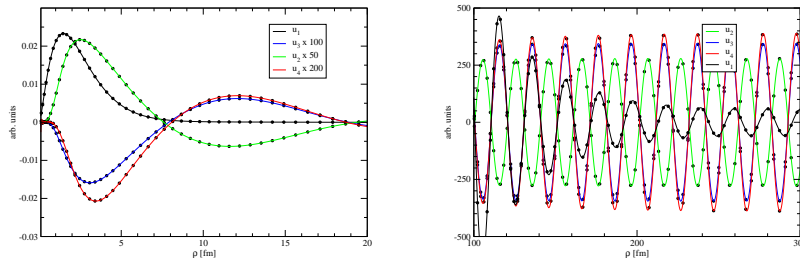 0.02
0.01
0
-0.01
-0.02
-0.03
arb. units
0
5
10
15
20
ρ [fm]
u1
u3 x 100
u2 x 50
u4 x 200
500
250
0
-250
-500
arb. units
100
200
300
ρ [fm]
u2
u3
u4
u1